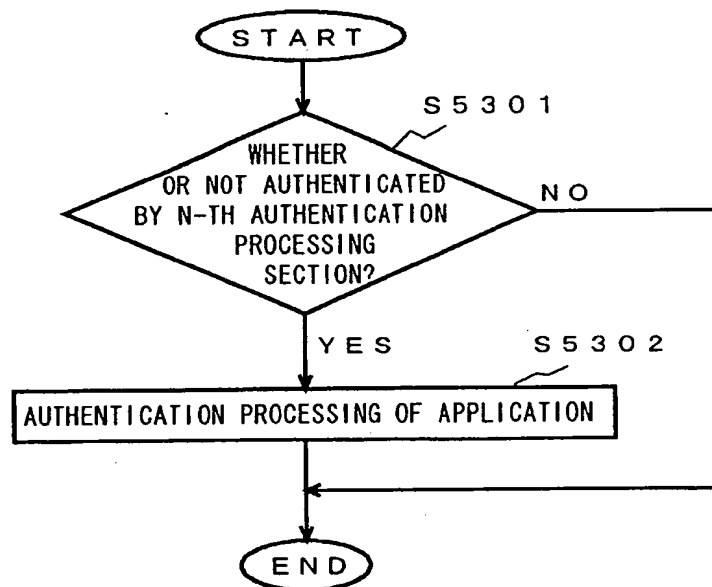 START
S5301
WHETHER
OR NOT AUTHENTICATED
BY N-TH AUTHENTICATION
PROCESSING
SECTION?
NO
YES
S5302
AUTHENTICATION PROCESSING OF APPLICATION
END